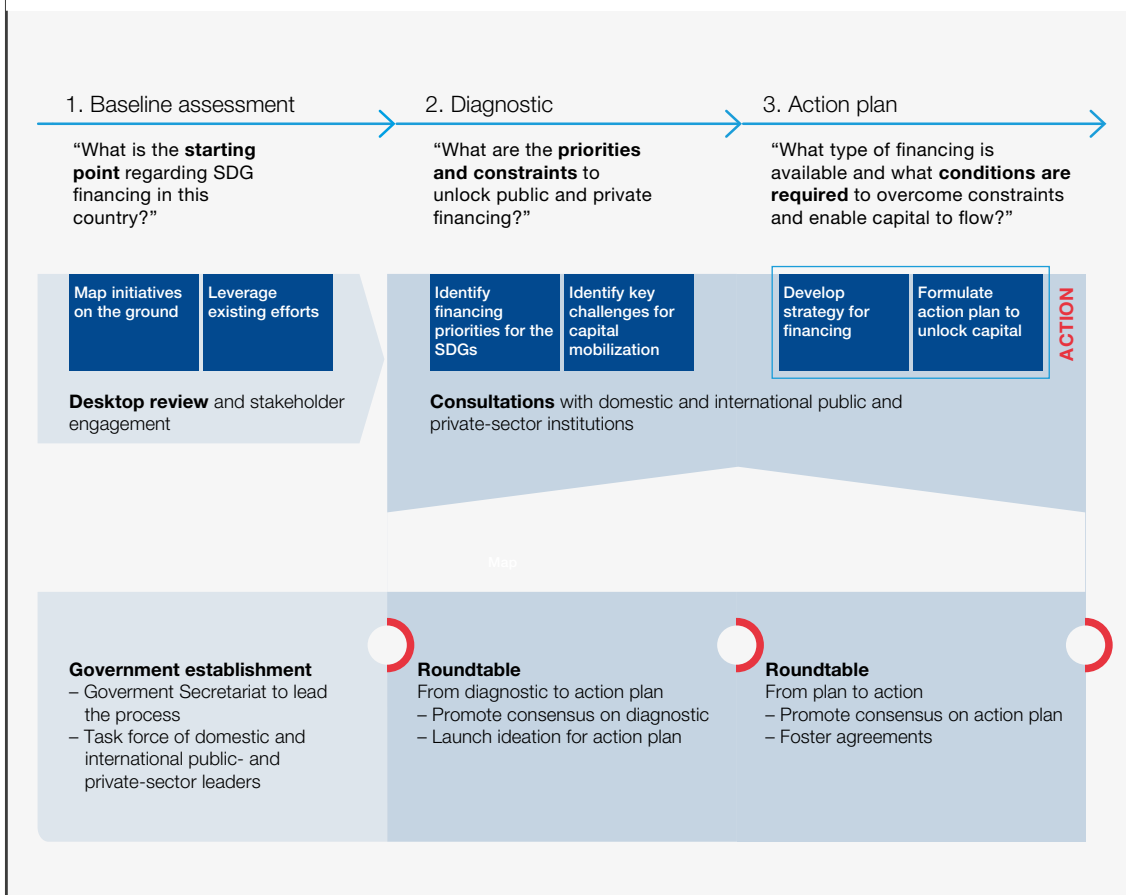 1. Baseline assessment
2. Diagnostic
3. Action plan
“What is the starting
point regarding SDG
financing in this
country?”
“What are the priorities
and constraints to
unlock public and private
financing?”
“What type of financing is
available and what conditions are
required to overcome constraints
and enable capital to flow?”
Map initiatives
on the ground
Leverage
existing efforts
Identify
financing
priorities for the
SDGs
Identify key
challenges for
capital
mobilization
Develop
strategy for
financing
Formulate
action plan to
unlock capital
ACTION
Desktop review and stakeholder
engagement
Consultations with domestic and international public and
private-sector institutions
Map
Government establishment
– Goverment Secretariat to lead
the process
– Task force of domestic and
international public- and
private-sector leaders
Roundtable
From diagnostic to action plan
– Promote consensus on diagnostic
– Launch ideation for action plan
Roundtable
From plan to action
– Promote consensus on action plan
– Foster agreements